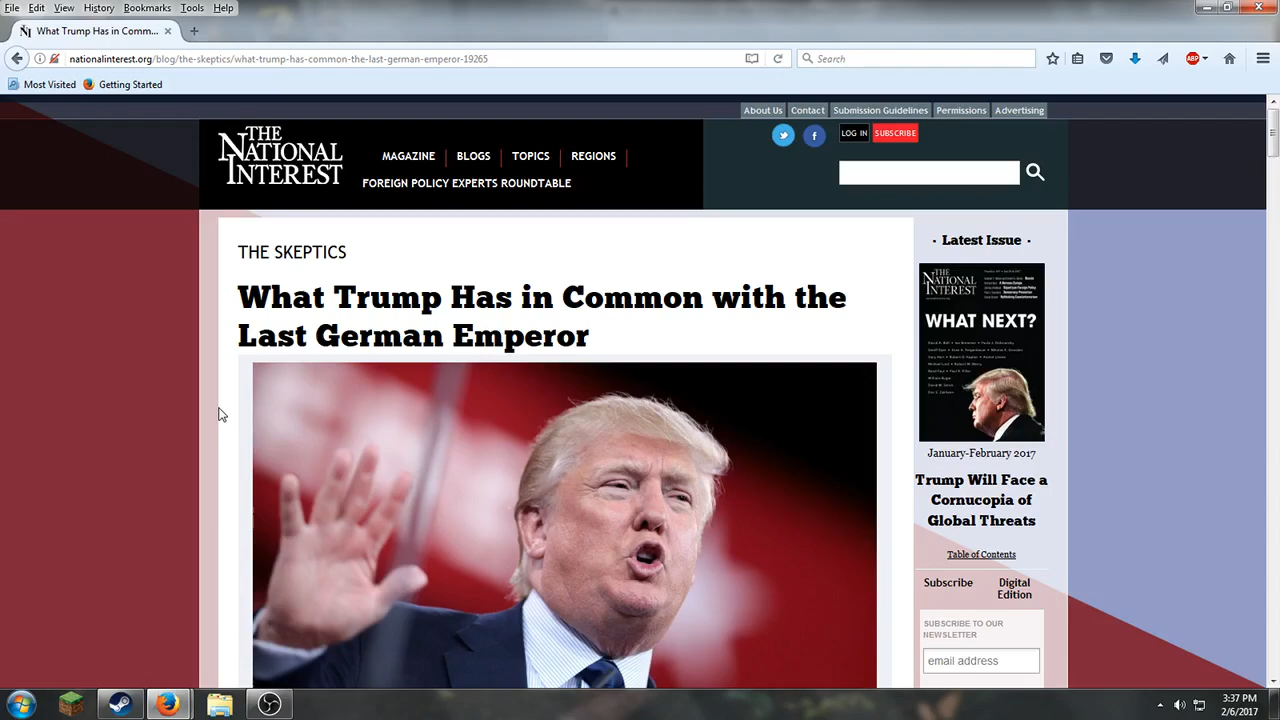 File Edit View History Bookmarks Tools Help
What Trump Has in Comm...
nationalinterest.org/blog/the-skeptics/what-trump-has-common-the-last-german-emperor-19265
Search
ABP
Most Visited Getting Started
About Us Contact Submission Guidelines Permissions Advertising
THE NATIONAL INTEREST
MAGAZINE BLOGS TOPICS REGIONS
FOREIGN POLICY EXPERTS ROUNDTABLE
LOG IN SUBSCRIBE
THE SKEPTICS
What Trump Has in Common with the
Last German Emperor
· Latest Issue ·
THE
NATIONAL
INTEREST
WHAT NEXT?
January-February 2017
Trump Will Face a
Cornucopia of
Global Threats
Table of Contents
Subscribe Digital
Edition
SUBSCRIBE TO OUR
NEWSLETTER
email address
3:37 PM
2/6/2017